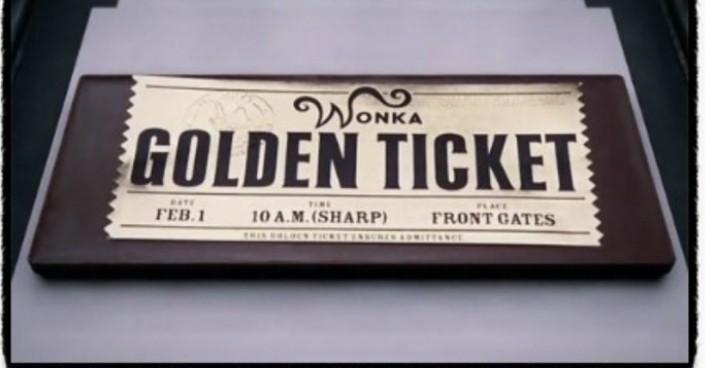 WONKA
GOLDEN TICKET
DATE TIME PLACE
FEB.1 10 A.M.(SHARP) FRONT GATES
THIS GOLDEN TICKET ENSURES ADMITTANCE